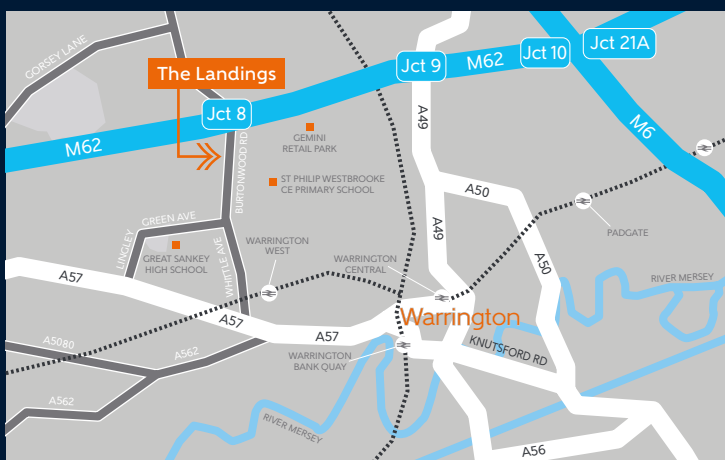 GORSEY LANE
The Landings
Jct 8
M62
Jct 9
M62
Jct 10
Jct 21A
M6
A49
GEMINI
RETAIL PARK
BURTONWOOD RD
ST PHILIP WESTBROOKE
CE PRIMARY SCHOOL
A50
A49
A50
PADGATE
GREEN AVE
LINGLEY
GREAT SANKEY
HIGH SCHOOL
WHITTLE AVE
WARRINGTON
WEST
WARRINGTON
CENTRAL
RIVER MERSEY
A57
A57
A57
Warrington
A5080
A562
WARRINGTON
BANK QUAY
KNUTSFORD RD
A562
RIVER MERSEY
A56